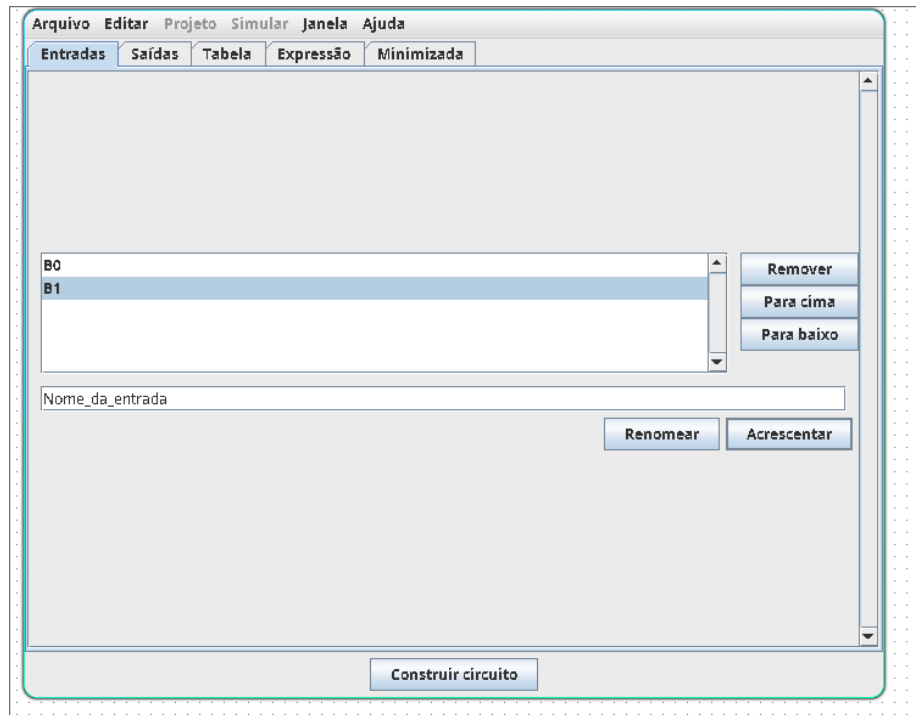 Arquivo Editar Projeto Simular Janela Ajuda
Entradas Saídas Tabela Expressão Minimizada
B0
B1
Remover
Para cima
Para baixo
Nome_da_entrada
Renomear Acrescentar
Construir circuito